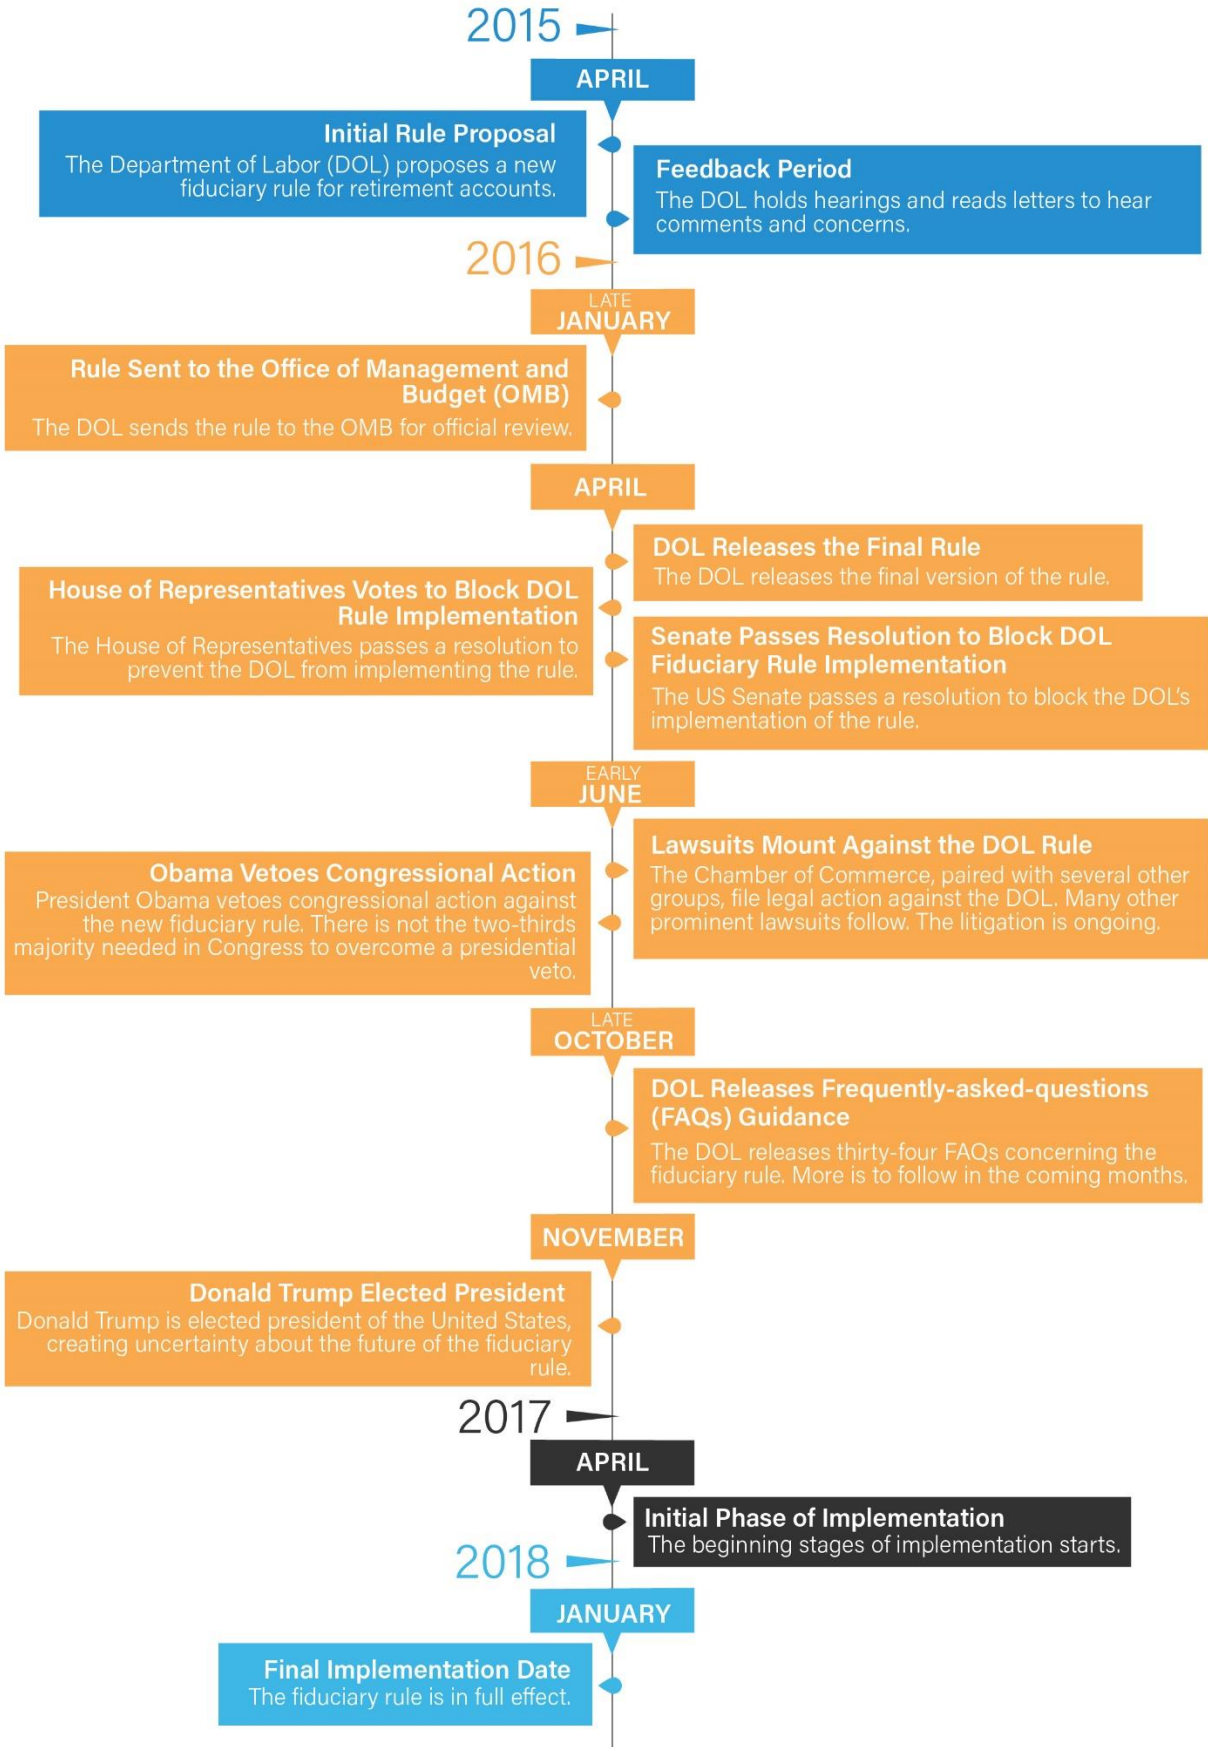 2015
APRIL
Initial Rule Proposal
The Department of Labor (DOL) proposes a new
fiduciary rule for retirement accounts.
Feedback Period
The DOL holds hearings and reads letters to hear
comments and concerns.
2016
LATE
JANUARY
Rule Sent to the Office of Management and
Budget (OMB)
The DOL sends the rule to the OMB for official review.
APRIL
DOL Releases the Final Rule
The DOL releases the final version of the rule.
House of Representatives Votes to Block DOL
Rule Implementation
The House of Representatives passes a resolution to
prevent the DOL from implementing the rule.
Senate Passes Resolution to Block DOL
Fiduciary Rule Implementation
The US Senate passes a resolution to block the DOL's
implementation of the rule.
EARLY
JUNE
Lawsuits Mount Against the DOL Rule
The Chamber of Commerce, paired with several other
groups, file legal action against the DOL. Many other
prominent lawsuits follow. The litigation is ongoing.
Obama Vetoes Congressional Action
President Obama vetoes congressional action against
the new fiduciary rule. There is not the two-thirds
majority needed in Congress to overcome a presidential
veto.
LATE
OCTOBER
DOL Releases Frequently-asked-questions
(FAQs) Guidance
The DOL releases thirty-four FAQs concerning the
fiduciary rule. More is to follow in the coming months.
NOVEMBER
Donald Trump Elected President
Donald Trump is elected president of the United States,
creating uncertainty about the future of the fiduciary
rule.
2017
APRIL
Initial Phase of Implementation
The beginning stages of implementation starts.
2018
JANUARY
Final Implementation Date
The fiduciary rule is in full effect.